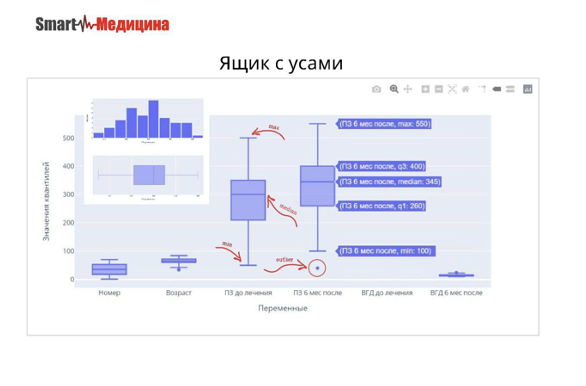 Smart Медицина
Ящик с усами
max
(ПЗ 6 мес после, max: 550)
500
400
300
200
100
0
Значения квантилей
(ПЗ 6 мес после, q3: 400)
(ПЗ 6 мес после, median: 345)
(ПЗ 6 мес после, q1: 260)
(ПЗ 6 мес после, min: 100)
median
min
outlier
Номер
Возраст
ПЗ до лечения
ПЗ 6 мес после
ВГД до лечения
ВГД 6 мес после
Переменные